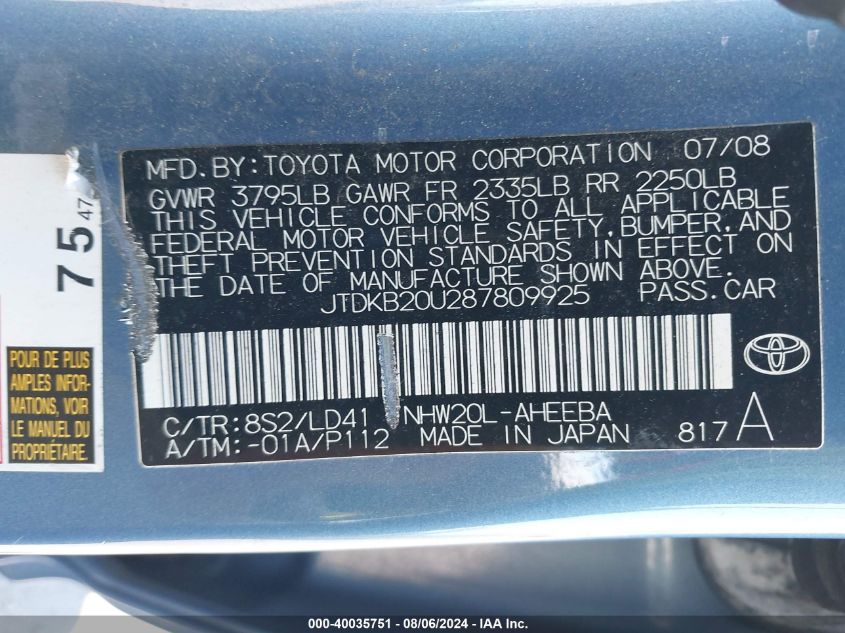 MFD.BY:TOYOTA MOTOR CORPORATION 07/08
GVWR 3795LB GAWR FR 2335LB RR 2250LB
THIS VEHICLE CONFORMS TO ALL APPLICABLE
FEDERAL MOTOR VEHICLE SAFETY,BUMPER,AND
THEFT PREVENTION STANDARDS IN EFFECT ON
THE DATE OF MANUFACTURE SHOWN ABOVE.
JTDKB20U287809925 PASS.CAR
C/TR:8S2/LD41 NHW20L-AHEEBA
A/TM:-01A/P112 MADE IN JAPAN 817A
75
47
POUR DE PLUS
AMPLES INFOR-
MATIONS, VOIR
LE MANUEL DU
PROPRIÉTAIRE.
000-40035751 - 08/06/2024 - IAA Inc.